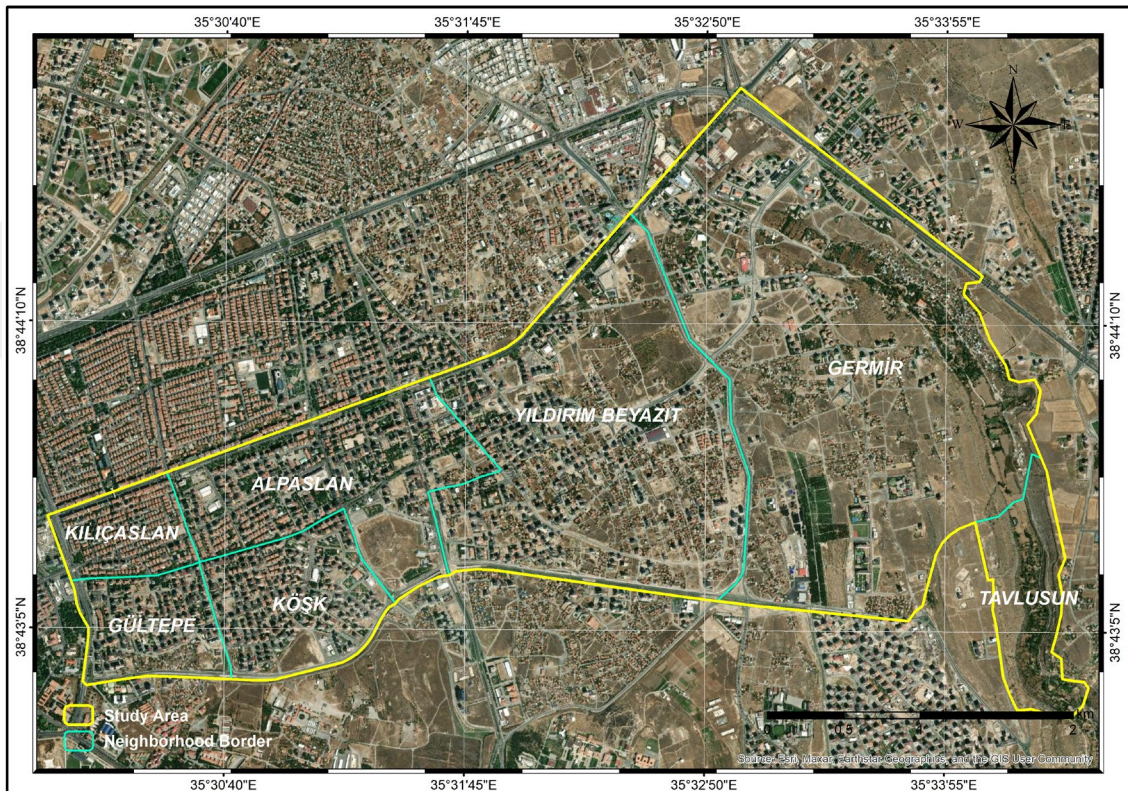 35°30'40"E 35°31'45"E 35°32'50"E 35°33'55"E
N
W E
S
38°44'10"N 38°44'10"N
GERMİR
YILDIRIM BEYAZIT
ALPASLAN
KILIÇASLAN
KÖŞK
TAVLUSUN
GÜLTEPE
38°43'5"N 38°43'5"N
Study Area
Neighborhood Border
0 0.5 1 2
km
Source: Esri, Maxar, Earthstar Geographics, and the GIS User Community
35°30'40"E 35°31'45"E 35°32'50"E 35°33'55"E